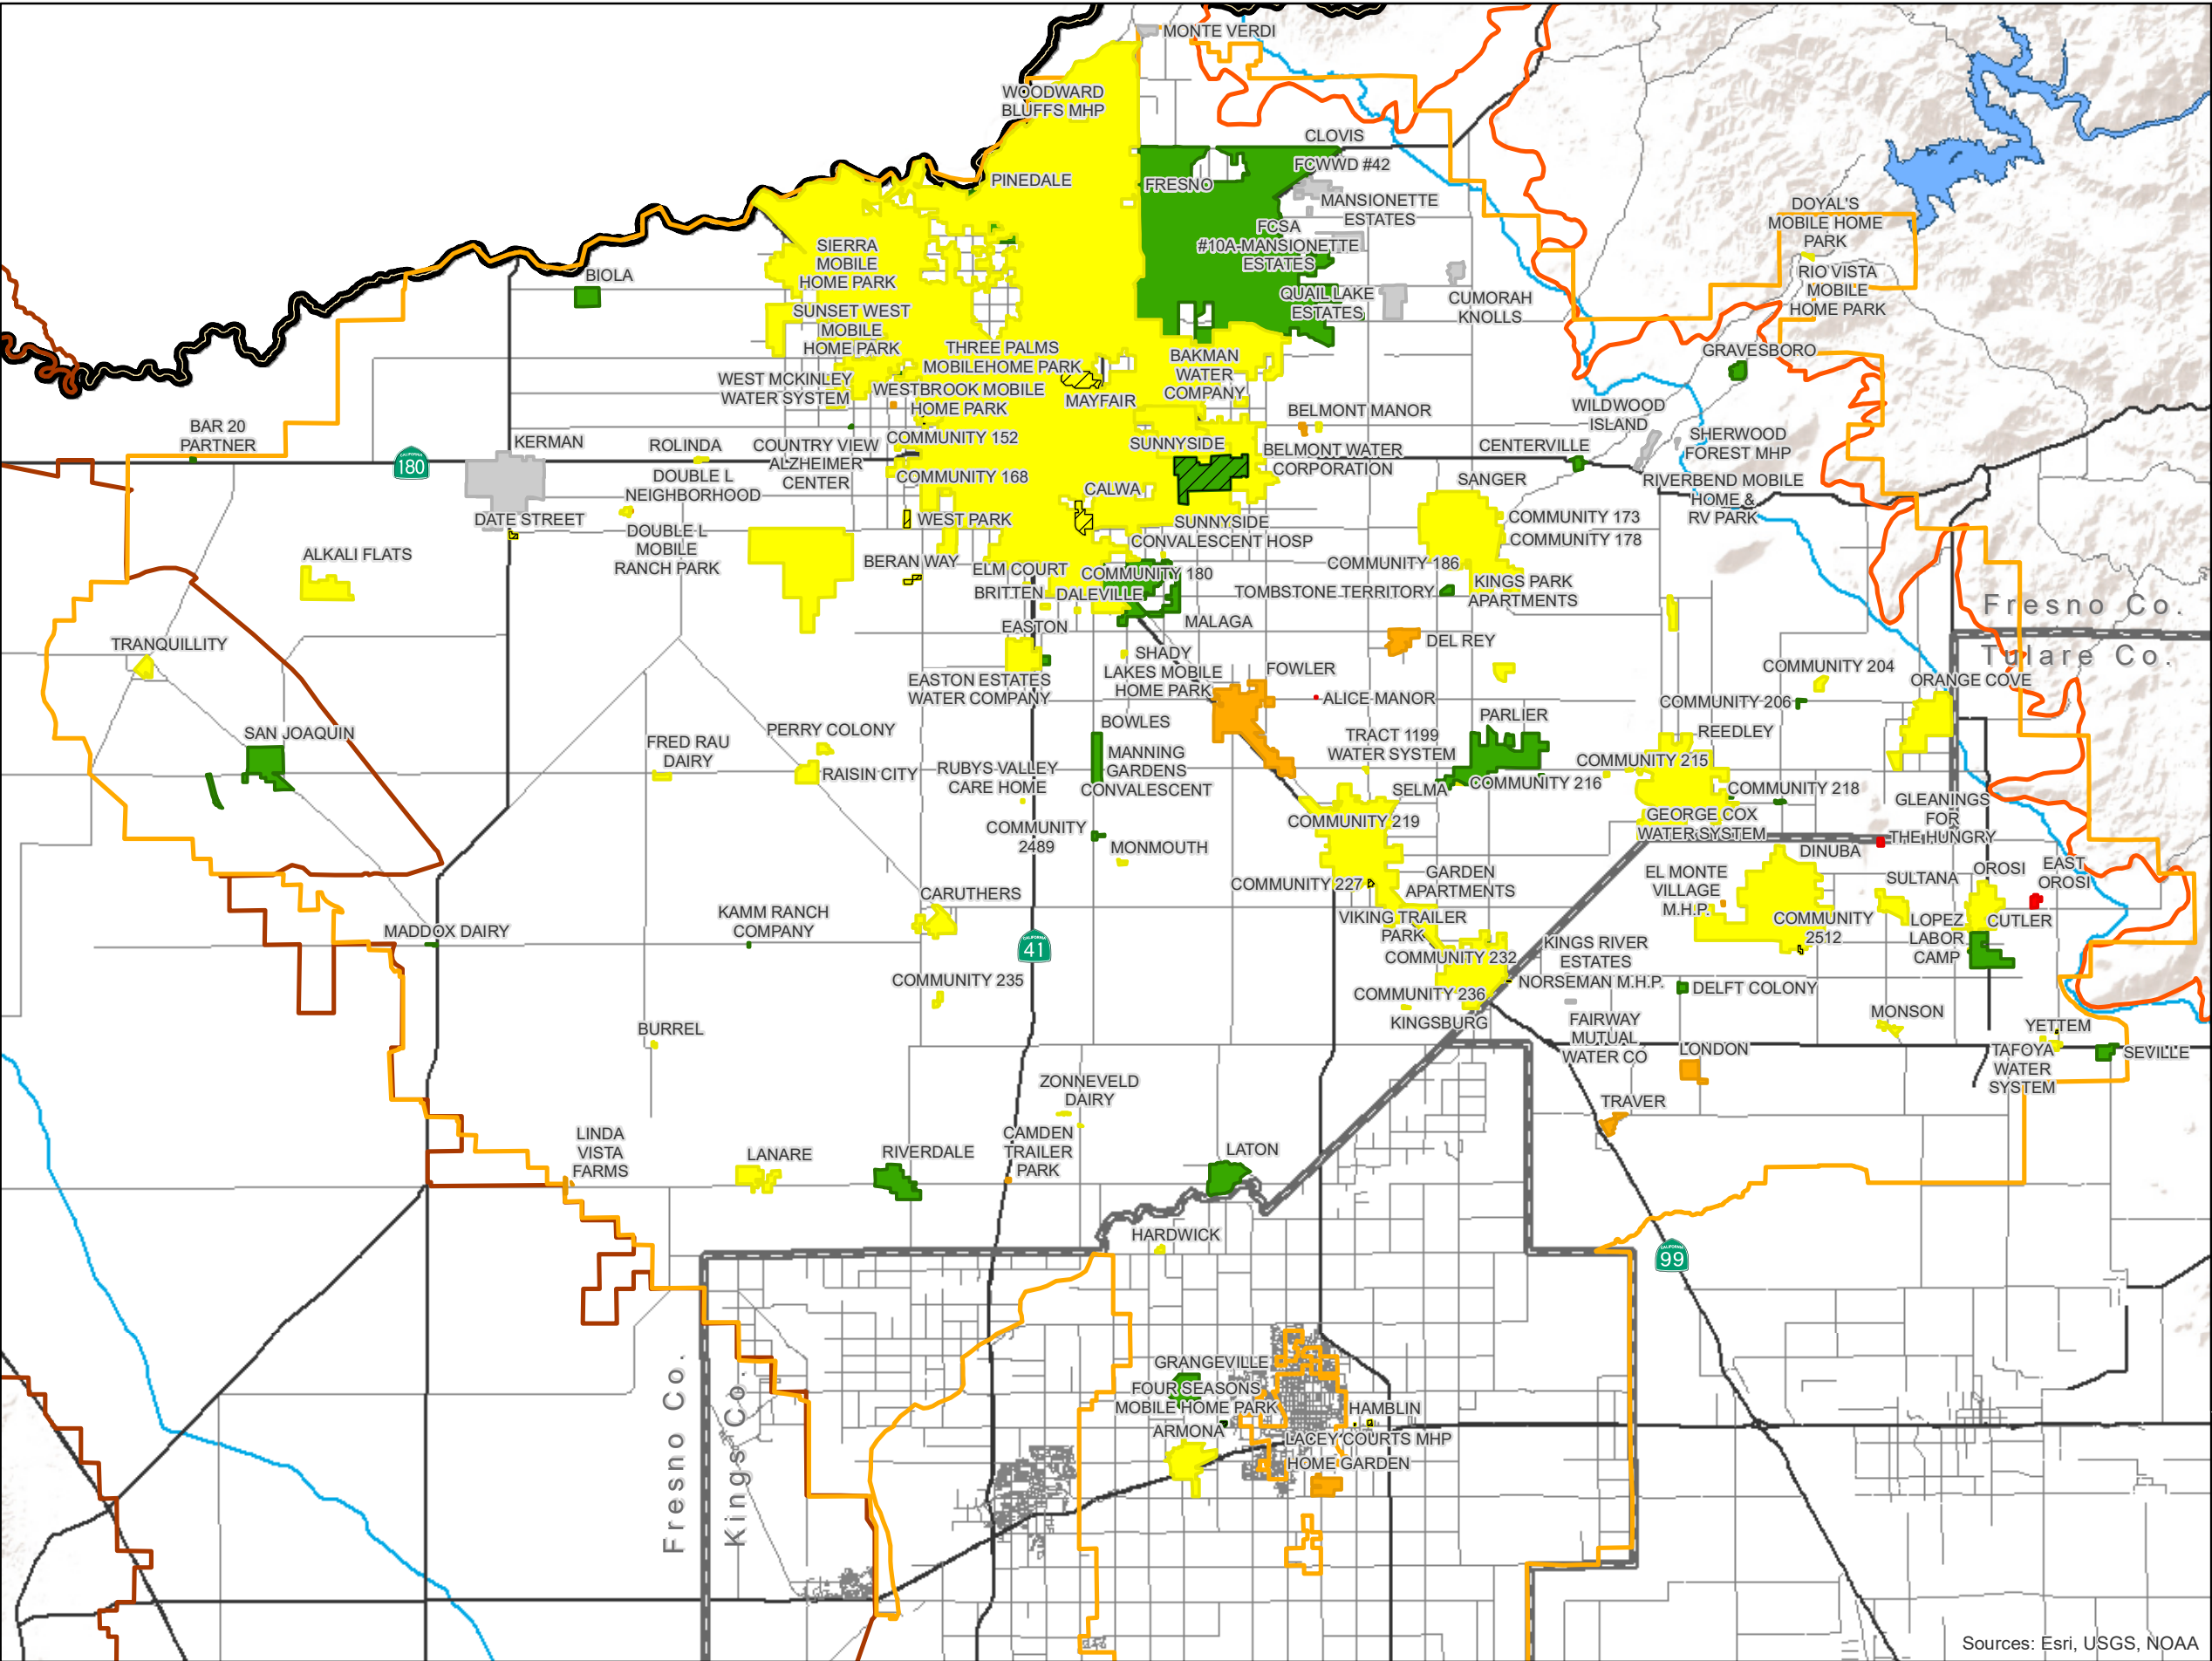 MONTE VERDI
WOODWARD
BLUFFS MHP
CLOVIS
FCWWD #42
PINEDALE
FRESNO
MANSIONETTE
ESTATES
DOYAL'S
MOBILE HOME
PARK
FCSA
#10A-MANSIONETTE
ESTATES
SIERRA
MOBILE
HOME PARK
BIOLA
RIO VISTA
MOBILE
HOME PARK
QUAIL LAKE
ESTATES
CUMORAH
KNOLLS
SUNSET WEST
MOBILE
HOME PARK
THREE PALMS
MOBILEHOME PARK
BAKMAN
WATER
COMPANY
GRAVESBORO
WEST MCKINLEY
WATER SYSTEM
WESTBROOK MOBILE
HOME PARK
MAYFAIR
BELMONT MANOR
WILDWOOD
ISLAND
BAR 20
PARTNER
180
KERMAN
ROLINDA
COUNTRY VIEW
ALZHEIMER
CENTER
COMMUNITY 152
SUNNYSIDE
BELMONT WATER
CORPORATION
CENTERVILLE
SHERWOOD
FOREST MHP
DOUBLE L
NEIGHBORHOOD
COMMUNITY 168
CALWA
SANGER
RIVERBEND MOBILE
HOME &
RV PARK
DATE STREET
WEST PARK
SUNNYSIDE
CONVALESCENT HOSP
COMMUNITY 173
COMMUNITY 178
ALKALI FLATS
DOUBLE L
MOBILE
RANCH PARK
BERAN WAY
ELM COURT
COMMUNITY 180
COMMUNITY 186
BRITTEN
DALEVILLE
TOMBSTONE TERRITORY
KINGS PARK
APARTMENTS
Fresno Co.
Tulare Co.
TRANQUILLITY
EASTON
MALAGA
DEL REY
SHADY
LAKES MOBILE
HOME PARK
FOWLER
COMMUNITY 204
ORANGE COVE
EASTON ESTATES
WATER COMPANY
ALICE MANOR
COMMUNITY 206
SAN JOAQUIN
PERRY COLONY
BOWLES
PARLIER
FRED RAU
DAIRY
TRACT 1199
WATER SYSTEM
REEDLEY
RAISIN CITY
RUBYS VALLEY
CARE HOME
MANNING
GARDENS
CONVALESCENT
COMMUNITY 215
SELMA
COMMUNITY 216
COMMUNITY 218
GLEANINGS
FOR
THE HUNGRY
COMMUNITY
2489
COMMUNITY 219
GEORGE COX
WATER SYSTEM
MONMOUTH
DINUBA
CARUTHERS
COMMUNITY 227
GARDEN
APARTMENTS
EL MONTE
VILLAGE
M.H.P.
SULTANA
OROSI
EAST
OROSI
KAMM RANCH
COMPANY
VIKING TRAILER
PARK
COMMUNITY
2512
LOPEZ
LABOR
CAMP
CUTLER
MADDOX DAIRY
41
COMMUNITY 232
KINGS RIVER
ESTATES
COMMUNITY 235
NORSEMAN M.H.P.
DELFT COLONY
COMMUNITY 236
KINGSBURG
BURREL
FAIRWAY
MUTUAL
WATER CO
MONSON
YETTEM
LONDON
TAFOYA
WATER
SYSTEM
SEVILLE
ZONNEVELD
DAIRY
TRAVER
LINDA
VISTA
FARMS
LANARE
RIVERDALE
CAMDEN
TRAILER
PARK
LATON
HARDWICK
99
Fresno Co.
Kings Co.
GRANGEVILLE
FOUR SEASONS
MOBILE HOME PARK
HAMBLIN
ARMONA
LACEY COURTS MHP
HOME GARDEN
Sources: Esri, USGS, NOAA